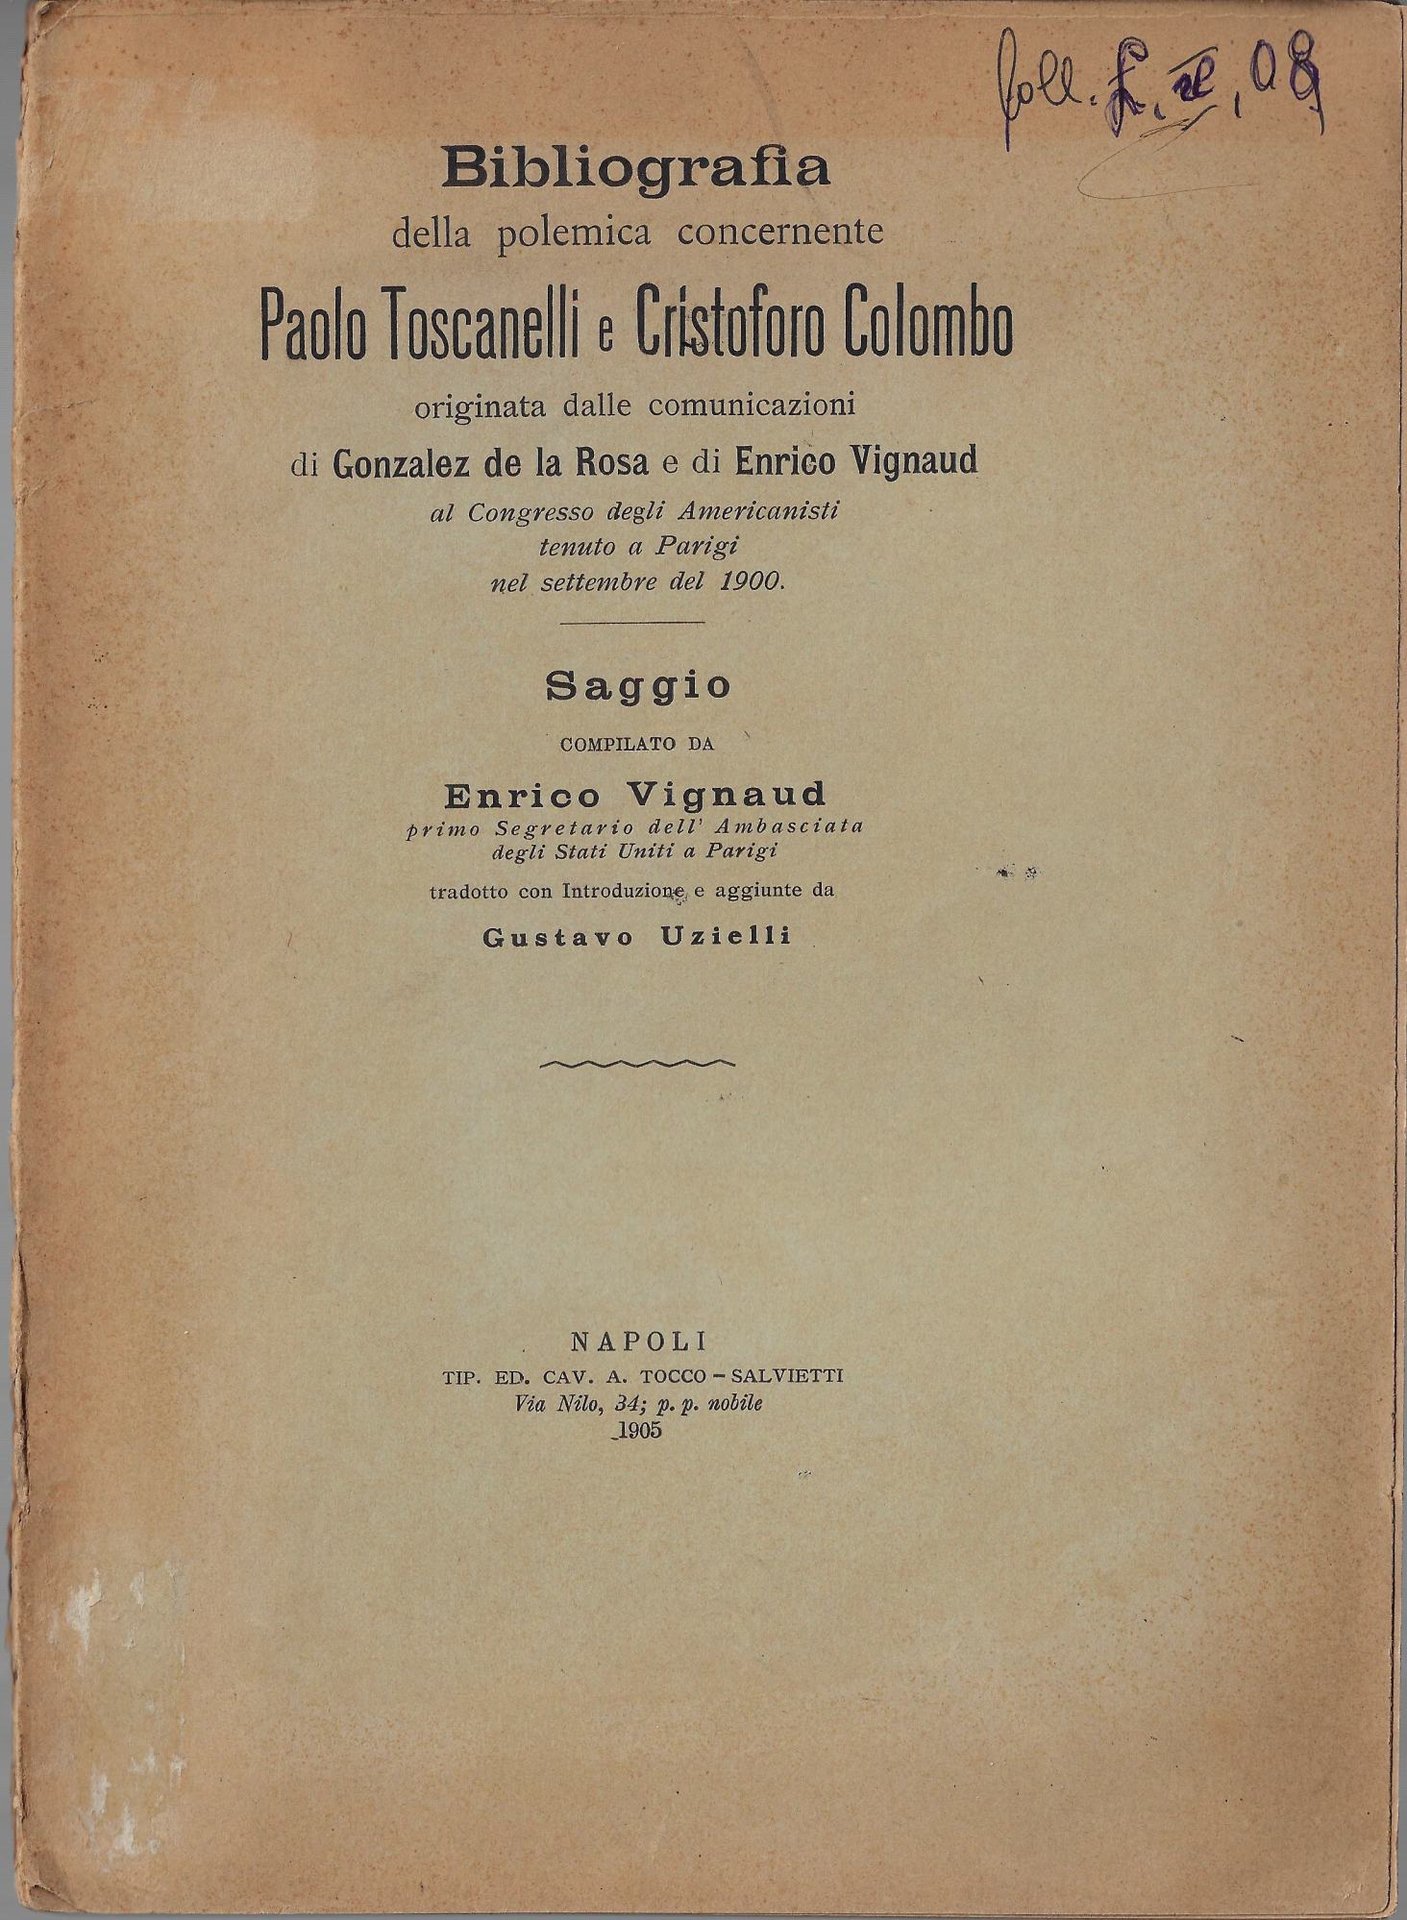 Coll.
Bibliografia
della polemica concernente
Paolo Toscanelli e Cristoforo Colombo
originata dalle comunicazioni
di Gonzalez de la Rosa e di Enrico Vignaud
al Congresso degli Americanisti
tenuto a Parigi
nel settembre del 1900.
Saggio
COMPILATO DA
Enrico Vignaud
primo Segretario dell' Ambasciata
degli Stati Uniti a Parigi
tradotto con Introduzione e aggiunte da
Gustavo Uzielli
NAPOLI
TIP. ED. CAV. A. TOCCO – SALVIETTI
Via Nilo, 34; p. p. nobile
1905